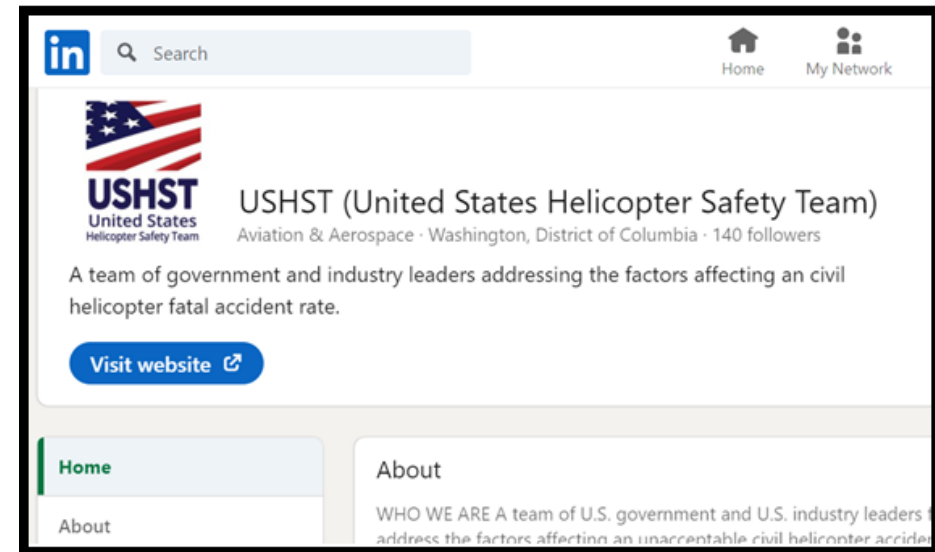 in
Search
Home
My Network
USHST
United States
Helicopter Safety Team
USHST (United States Helicopter Safety Team)
Aviation & Aerospace · Washington, District of Columbia · 140 followers
A team of government and industry leaders addressing the factors affecting an civil
helicopter fatal accident rate.
Visit website
Home
About
About
WHO WE ARE A team of U.S. government and U.S. industry leaders
address the factors affecting an unacceptable civil helicopter